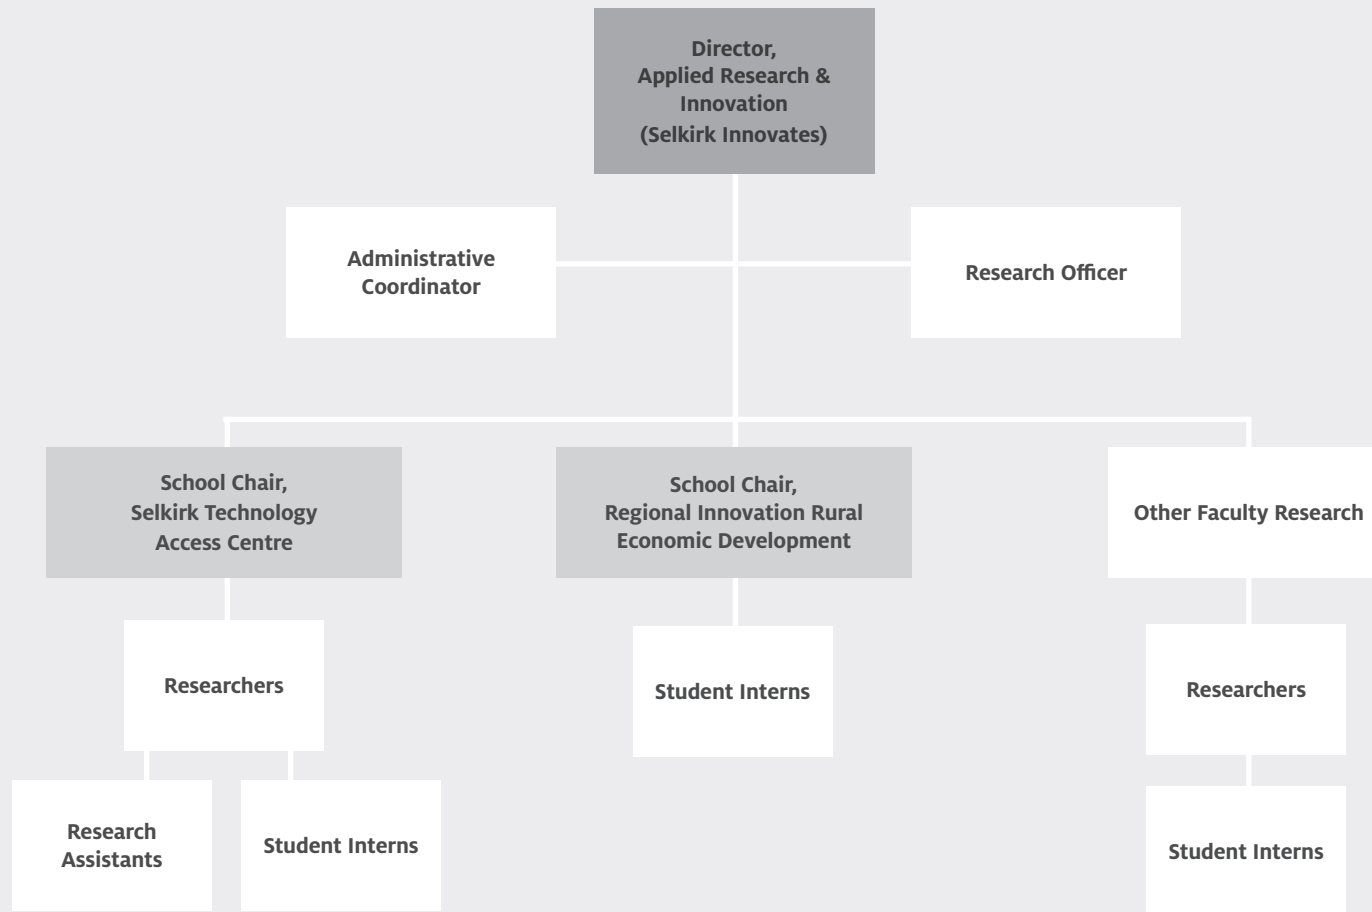 Director,
Applied Research &
Innovation
(Selkirk Innovates)
Administrative
Coordinator
Research Officer
School Chair,
Selkirk Technology
Access Centre
School Chair,
Regional Innovation Rural
Economic Development
Other Faculty Research
Researchers
Student Interns
Researchers
Research
Assistants
Student Interns
Student Interns